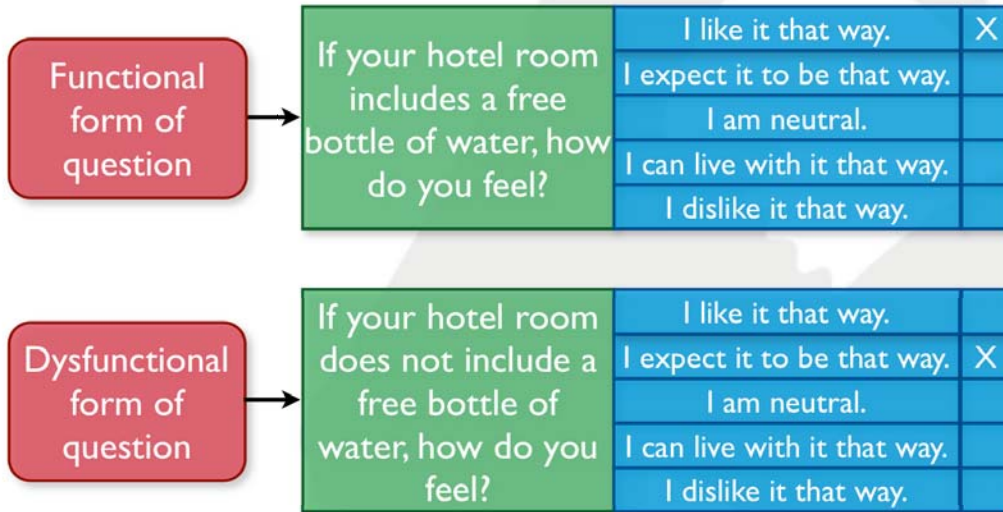 Functional
form of
question
If your hotel room
includes a free
bottle of water, how
do you feel?
I like it that way. X
I expect it to be that way.
I am neutral.
I can live with it that way.
I dislike it that way.
Dysfunctional
form of
question
If your hotel room
does not include a
free bottle of
water, how do you
feel?
I like it that way.
I expect it to be that way. X
I am neutral.
I can live with it that way.
I dislike it that way.